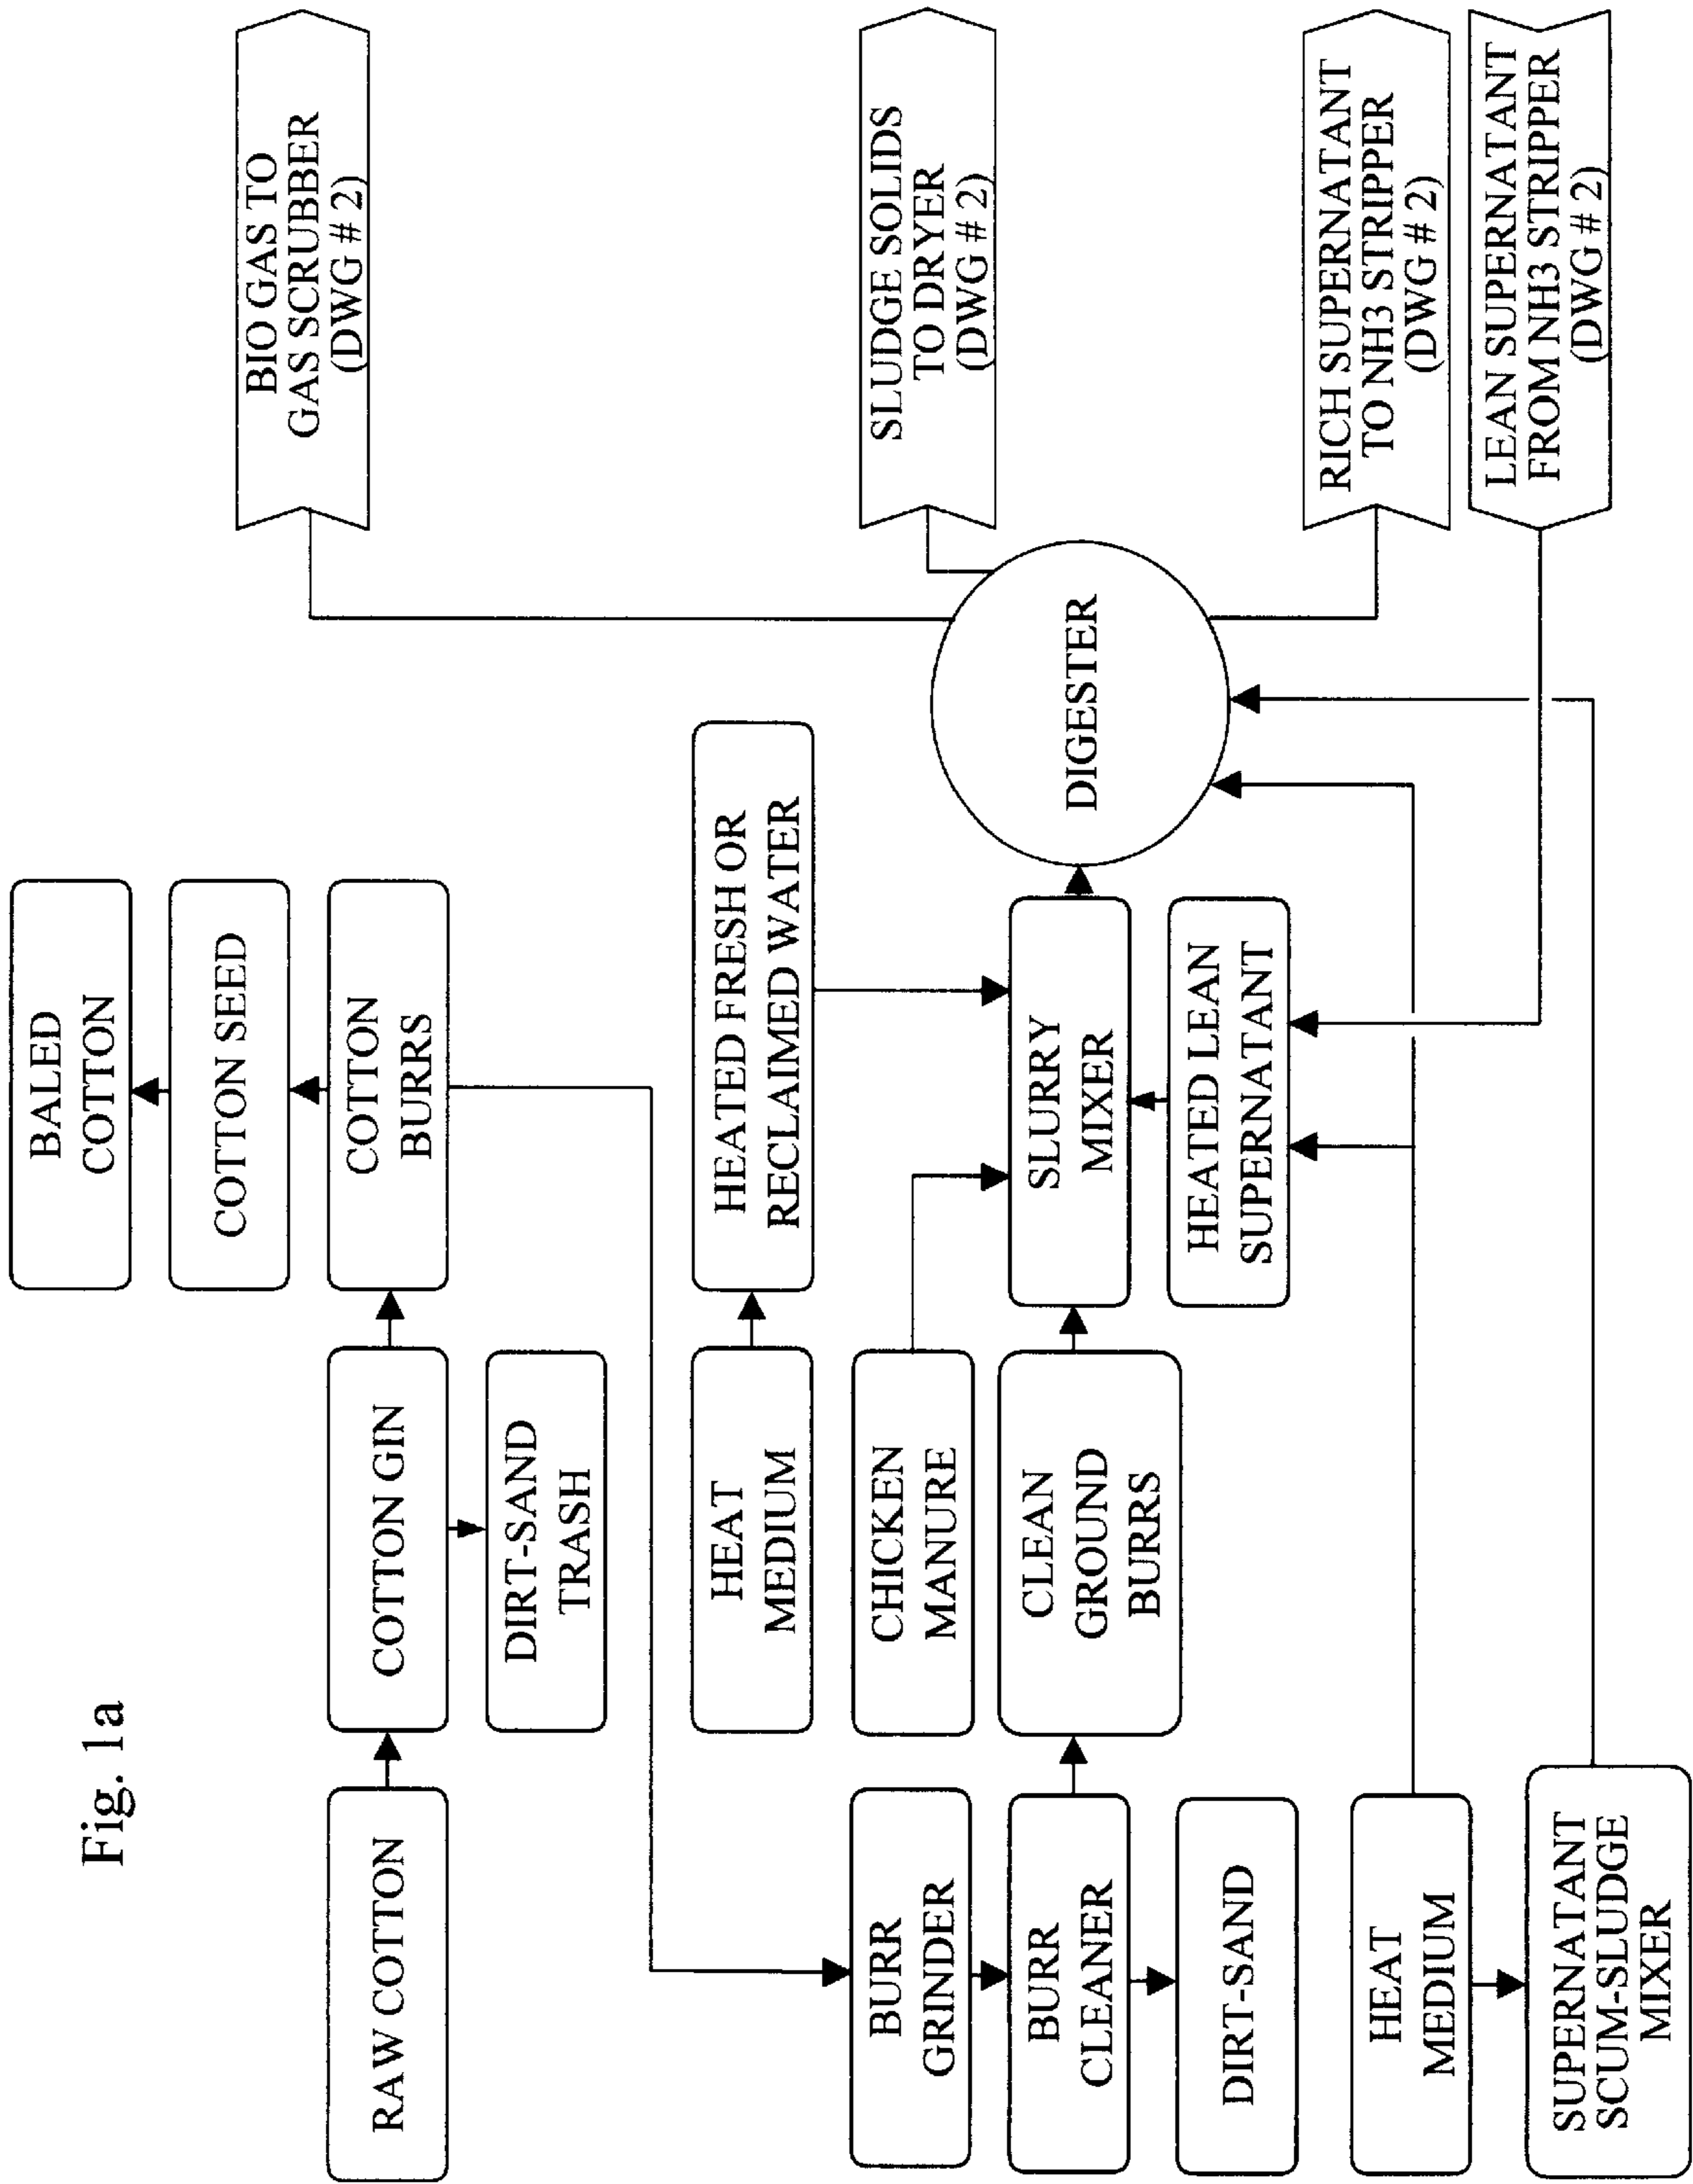 Fig. 1a
RAW COTTON
COTTON GIN
DIRT-SAND
TRASH
BALED
COTTON
COTTON SEED
COTTON
BURRS
BIO GAS TO
GAS SCRUBBER
(DWG # 2)
HEAT
MEDIUM
HEATED FRESH OR
RECLAIMED WATER
CHICKEN
MANURE
BURR
GRINDER
BURR
CLEANER
DIRT-SAND
CLEAN
GROUND
BURRS
SLURRY
MIXER
HEATED LEAN
SUPERNATANT
DIGESTER
SLUDGE SOLIDS
TO DRYER
(DWG # 2)
HEAT
MEDIUM
SUPERNATANT
SCUM-SLUDGE
MIXER
RICH SUPERNATANT
TO NH3 STRIPPER
(DWG # 2)
LEAN SUPERNATANT
FROM NH3 STRIPPER
(DWG # 2)